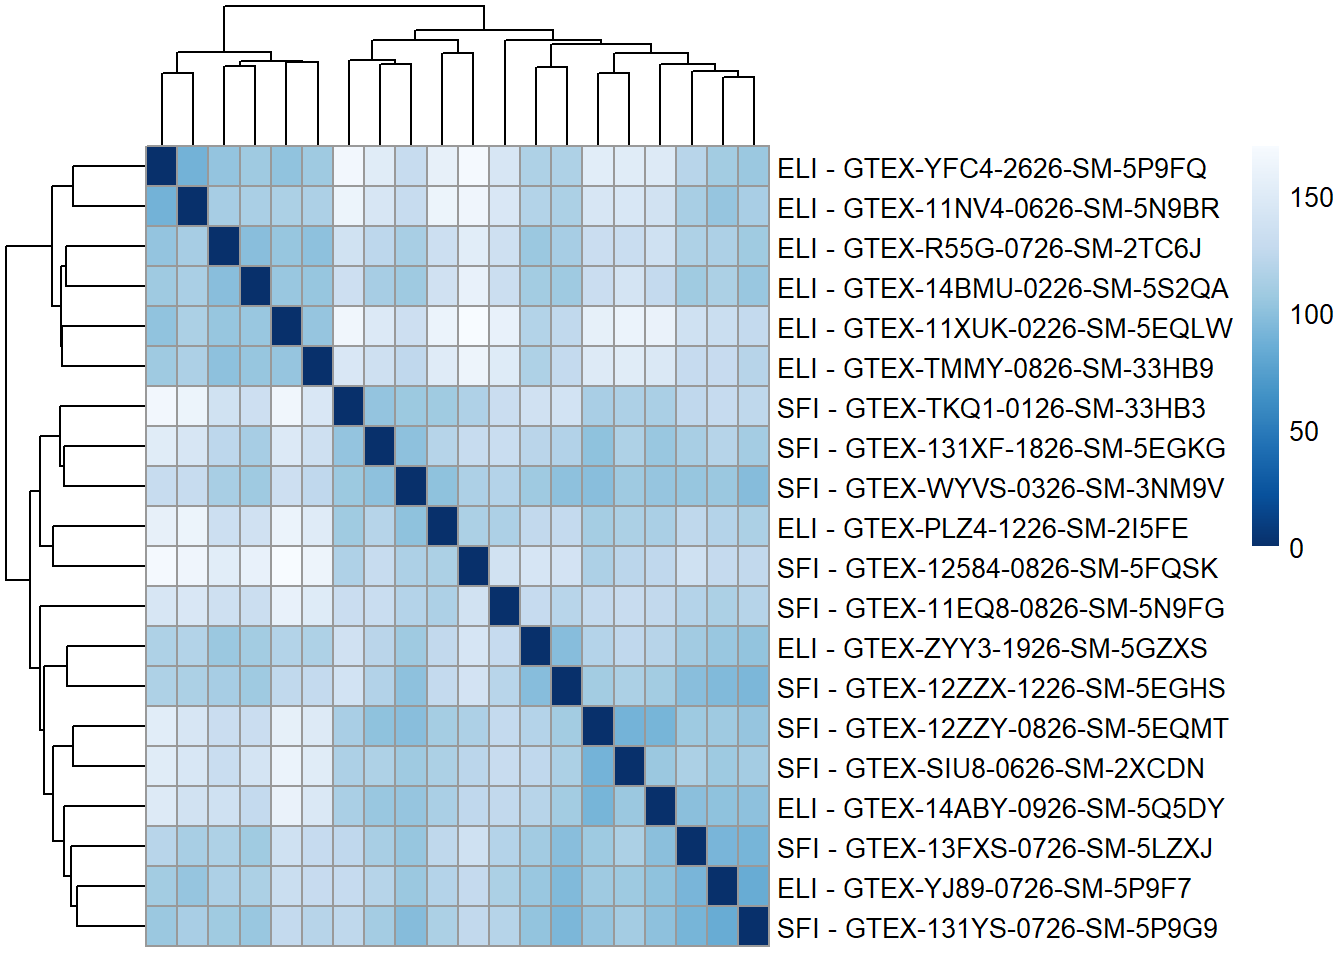 ELI - GTEX-YFC4-2626-SM-5P9FQ
ELI - GTEX-11NV4-0626-SM-5N9BR
ELI - GTEX-R55G-0726-SM-2TC6J
ELI - GTEX-14BMU-0226-SM-5S2QA
ELI - GTEX-11XUK-0226-SM-5EQLW
ELI - GTEX-TMMY-0826-SM-33HB9
SFI - GTEX-TKQ1-0126-SM-33HB3
SFI - GTEX-131XF-1826-SM-5EGKG
SFI - GTEX-WYVS-0326-SM-3NM9V
ELI - GTEX-PLZ4-1226-SM-2I5FE
SFI - GTEX-12584-0826-SM-5FQSK
SFI - GTEX-11EQ8-0826-SM-5N9FG
ELI - GTEX-ZYY3-1926-SM-5GZXS
SFI - GTEX-12ZZX-1226-SM-5EGHS
SFI - GTEX-12ZZY-0826-SM-5EQMT
SFI - GTEX-SIU8-0626-SM-2XCDN
ELI - GTEX-14ABY-0926-SM-5Q5DY
SFI - GTEX-13FXS-0726-SM-5LZXJ
ELI - GTEX-YJ89-0726-SM-5P9F7
SFI - GTEX-131YS-0726-SM-5P9G9
150
100
50
0